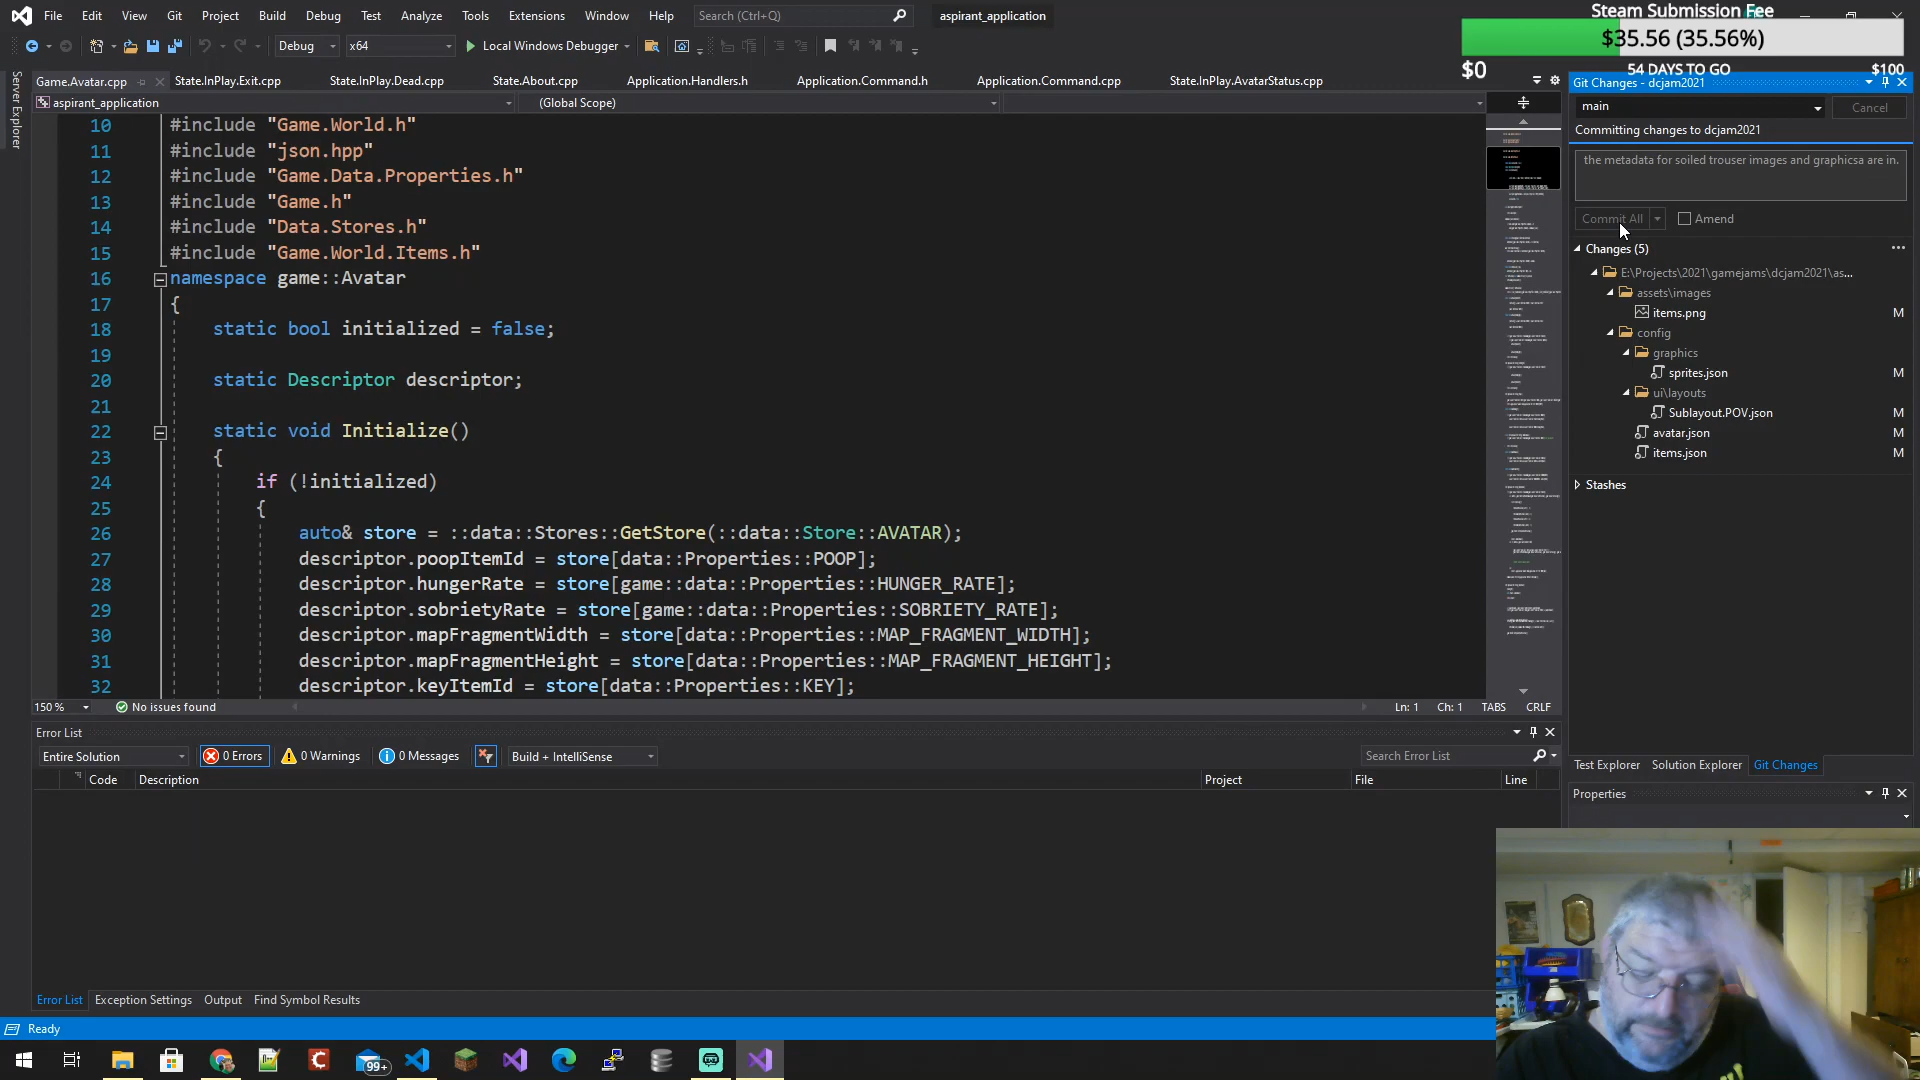 File Edit View Git Project Build Debug Test Analyze Tools Extensions Window Help Search (Ctrl+Q) aspirant_application
Steam Submission Fee
$35.56 (35.56%)
$0 54 DAYS TO GO $100
Debug x64 Local Windows Debugger
Server Explorer
Game.Avatar.cpp State.InPlay.Exit.cpp State.InPlay.Dead.cpp State.About.cpp Application.Handlers.h Application.Command.h Application.Command.cpp State.InPlay.AvatarStatus.cpp
aspirant_application (Global Scope)
10 #include "Game.World.h"
11 #include "json.hpp"
12 #include "Game.Data.Properties.h"
13 #include "Game.h"
14 #include "Data.Stores.h"
15 #include "Game.World.Items.h"
16 namespace game::Avatar
17 {
18 static bool initialized = false;
19
20 static Descriptor descriptor;
21
22 static void Initialize()
23 {
24 if (!initialized)
25 {
26 auto& store = ::data::Stores::GetStore(::data::Store::AVATAR);
27 descriptor.poopItemId = store[data::Properties::POOP];
28 descriptor.hungerRate = store[game::data::Properties::HUNGER_RATE];
29 descriptor.sobrietyRate = store[game::data::Properties::SOBRIETY_RATE];
30 descriptor.mapFragmentWidth = store[data::Properties::MAP_FRAGMENT_WIDTH];
31 descriptor.mapFragmentHeight = store[data::Properties::MAP_FRAGMENT_HEIGHT];
32 descriptor.keyItemId = store[data::Properties::KEY];
150 % No issues found Ln: 1 Ch: 1 TABS CRLF
Error List
Entire Solution 0 Errors 0 Warnings 0 Messages Build + IntelliSense Search Error List
Code Description Project File Line
Error List Exception Settings Output Find Symbol Results
Ready
Git Changes - dcjam2021
main Cancel
Committing changes to dcjam2021
the metadata for soiled trouser images and graphicsa are in.
Commit All Amend
Changes (5)
E:\Projects\2021\gamejams\dcjam2021\as...
assets\images
items.png M
config
graphics
sprites.json M
ui\layouts
Sublayout.POV.json M
avatar.json M
items.json M
Stashes
Test Explorer Solution Explorer Git Changes
Properties
99+